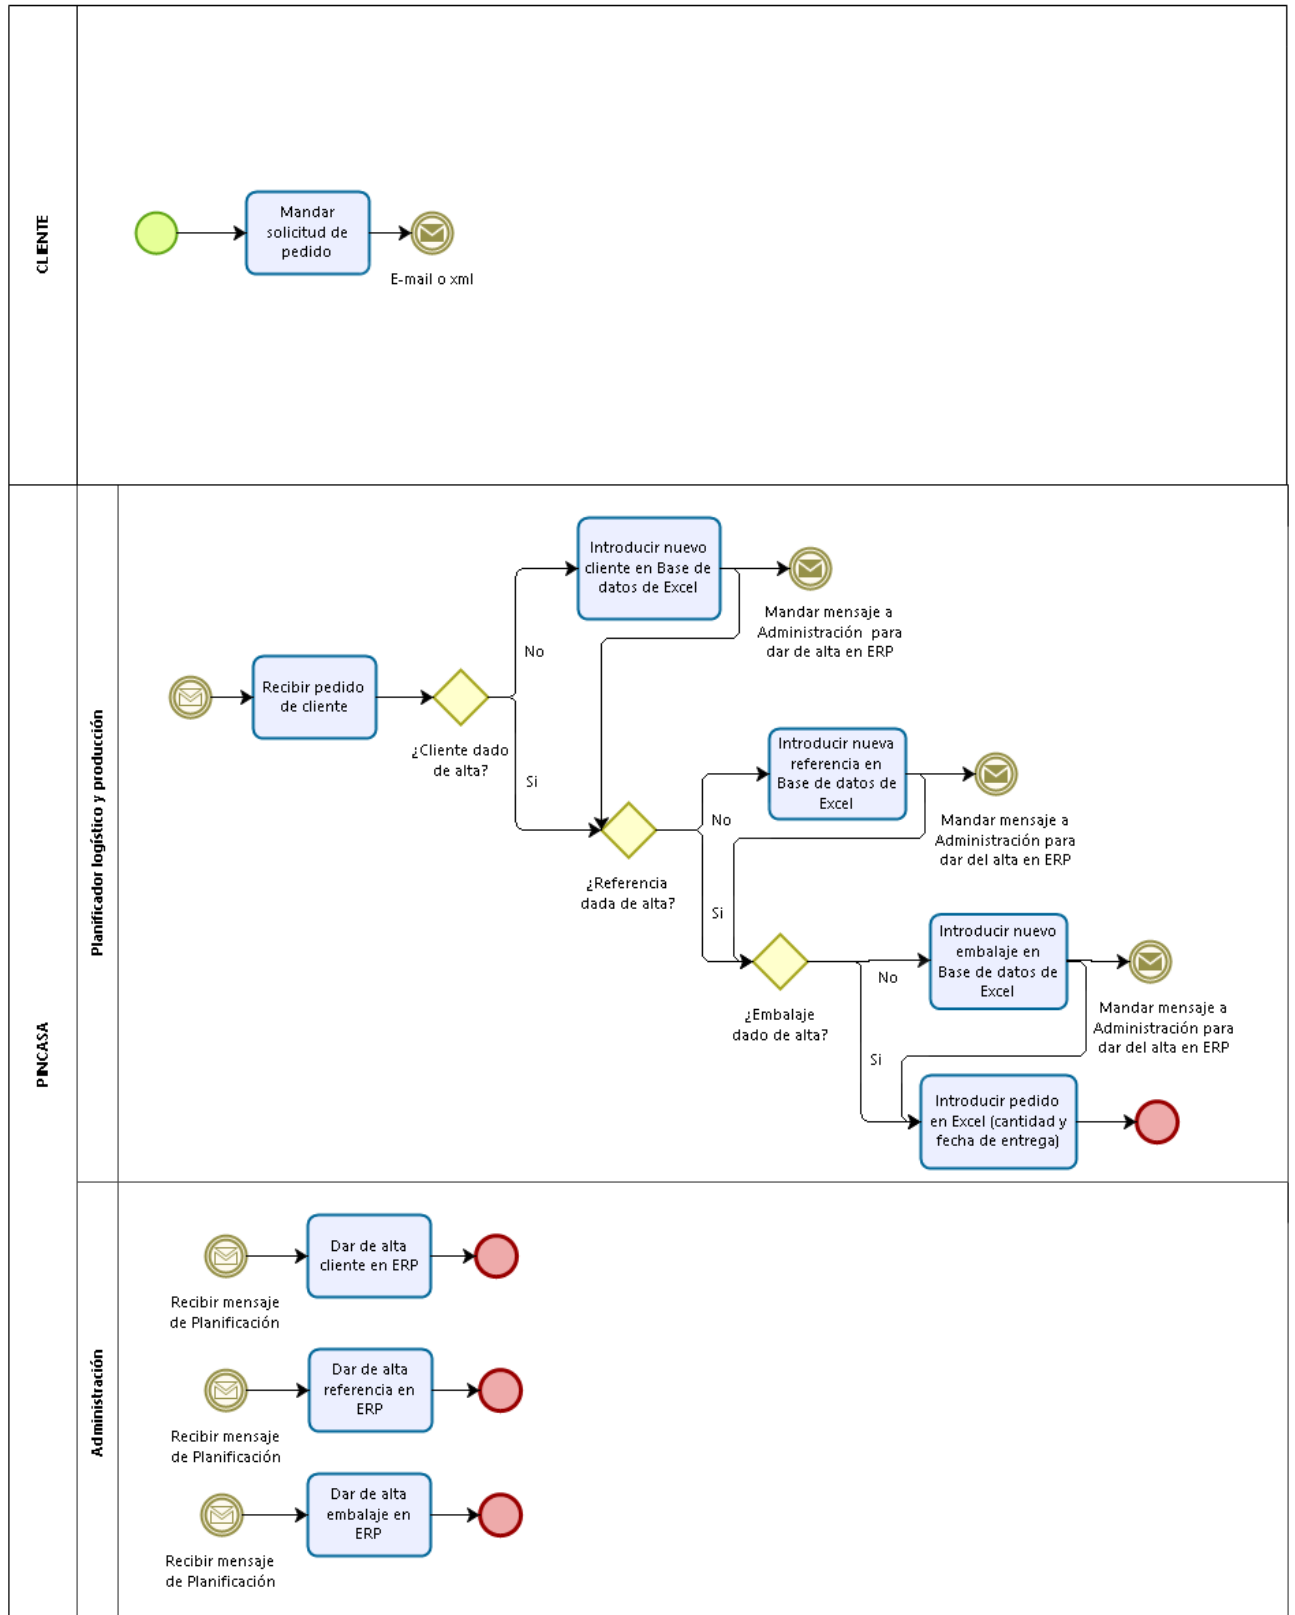 CLIENTE
Mandar
solicitud de
pedido
E-mail o xml
PINCASA
Planificador logístico y producción
Introducir nuevo
cliente en Base de
datos de Excel
Mandar mensaje a
Administración para
dar de alta en ERP
No
Recibir pedido
de cliente
¿Cliente dado
de alta?
Si
Introducir nueva
referencia en
Base de datos de
Excel
No
Mandar mensaje a
Administración para
dar del alta en ERP
¿Referencia
dada de alta?
Si
Introducir nuevo
embalaje en
Base de datos de
Excel
No
Mandar mensaje a
Administración para
dar del alta en ERP
¿Embalaje
dado de alta?
Si
Introducir pedido
en Excel (cantidad y
fecha de entrega)
Administración
Dar de alta
cliente en ERP
Recibir mensaje
de Planificación
Dar de alta
referencia en
ERP
Recibir mensaje
de Planificación
Dar de alta
embalaje en
ERP
Recibir mensaje
de Planificación